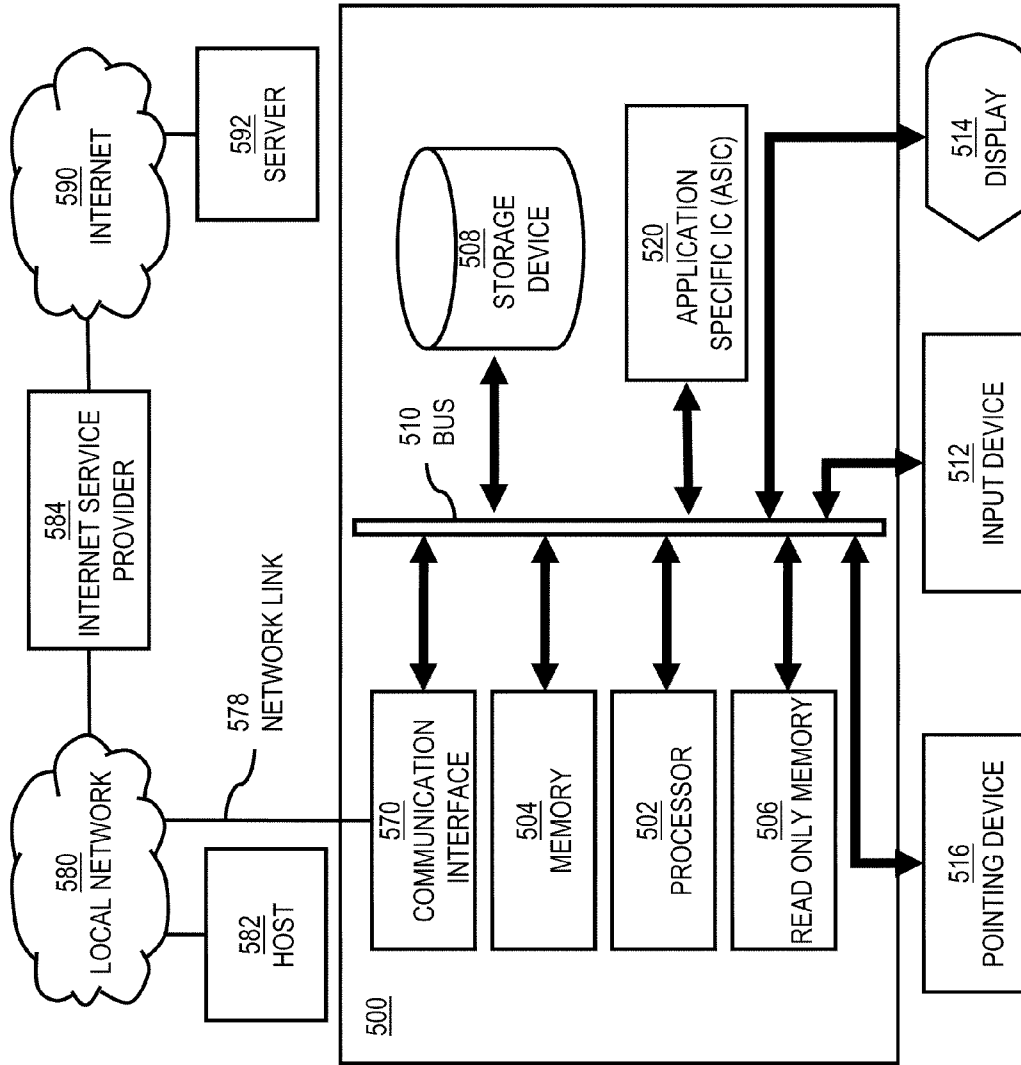 580
LOCAL NETWORK
584
INTERNET SERVICE
PROVIDER
590
INTERNET
582
HOST
578
NETWORK LINK
592
SERVER
500
570
COMMUNICATION
INTERFACE
504
MEMORY
502
PROCESSOR
506
READ ONLY MEMORY
510
BUS
508
STORAGE
DEVICE
520
APPLICATION
SPECIFIC IC (ASIC)
516
POINTING DEVICE
512
INPUT DEVICE
514
DISPLAY